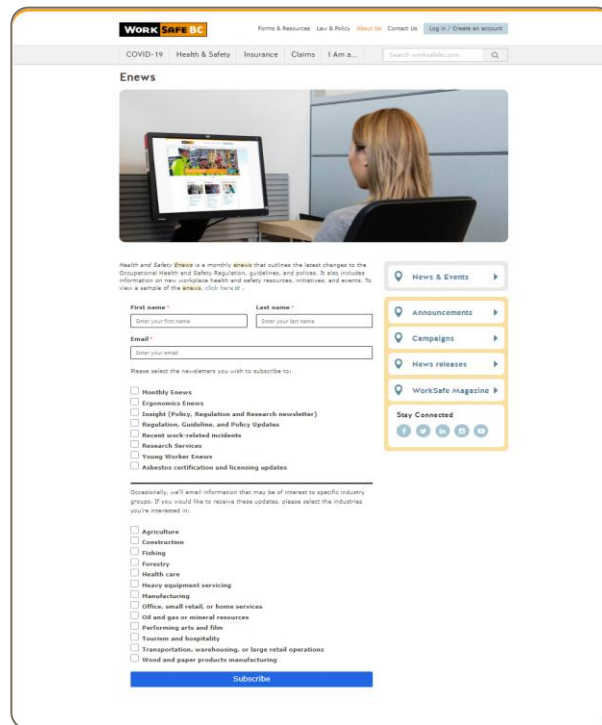 WORK SAFE BC
Forms & Resources Law & Policy About Us Contact Us Log in / Create an account
COVID-19 Health & Safety Insurance Claims I Am a... Search worksafebc.com
Enews
Health and Safety Enews is a monthly enews that outlines the latest changes to the
Occupational Health and Safety Regulation, guidelines, and polices. It also includes
information on new workplace health and safety resources, initiatives, and events. To
view a sample of the enews, click here .
First name * Last name *
Enter your first name Enter your last name
Email *
Enter your email
Please select the newsletters you wish to subscribe to:
Monthly Enews
Ergonomics Enews
Insight (Policy, Regulation and Research newsletter)
Regulation, Guideline, and Policy Updates
Recent work-related incidents
Research Services
Young Worker Enews
Asbestos certification and licensing updates
Occasionally, we'll email information that may be of interest to specific industry
groups. If you would like to receive these updates, please select the industries
you're interested in:
Agriculture
Construction
Fishing
Forestry
Health care
Heavy equipment servicing
Manufacturing
Office, small retail, or home services
Oil and gas or mineral resources
Performing arts and film
Tourism and hospitality
Transportation, warehousing, or large retail operations
Wood and paper products manufacturing
Subscribe
News & Events
Announcements
Campaigns
News releases
WorkSafe Magazine
Stay Connected